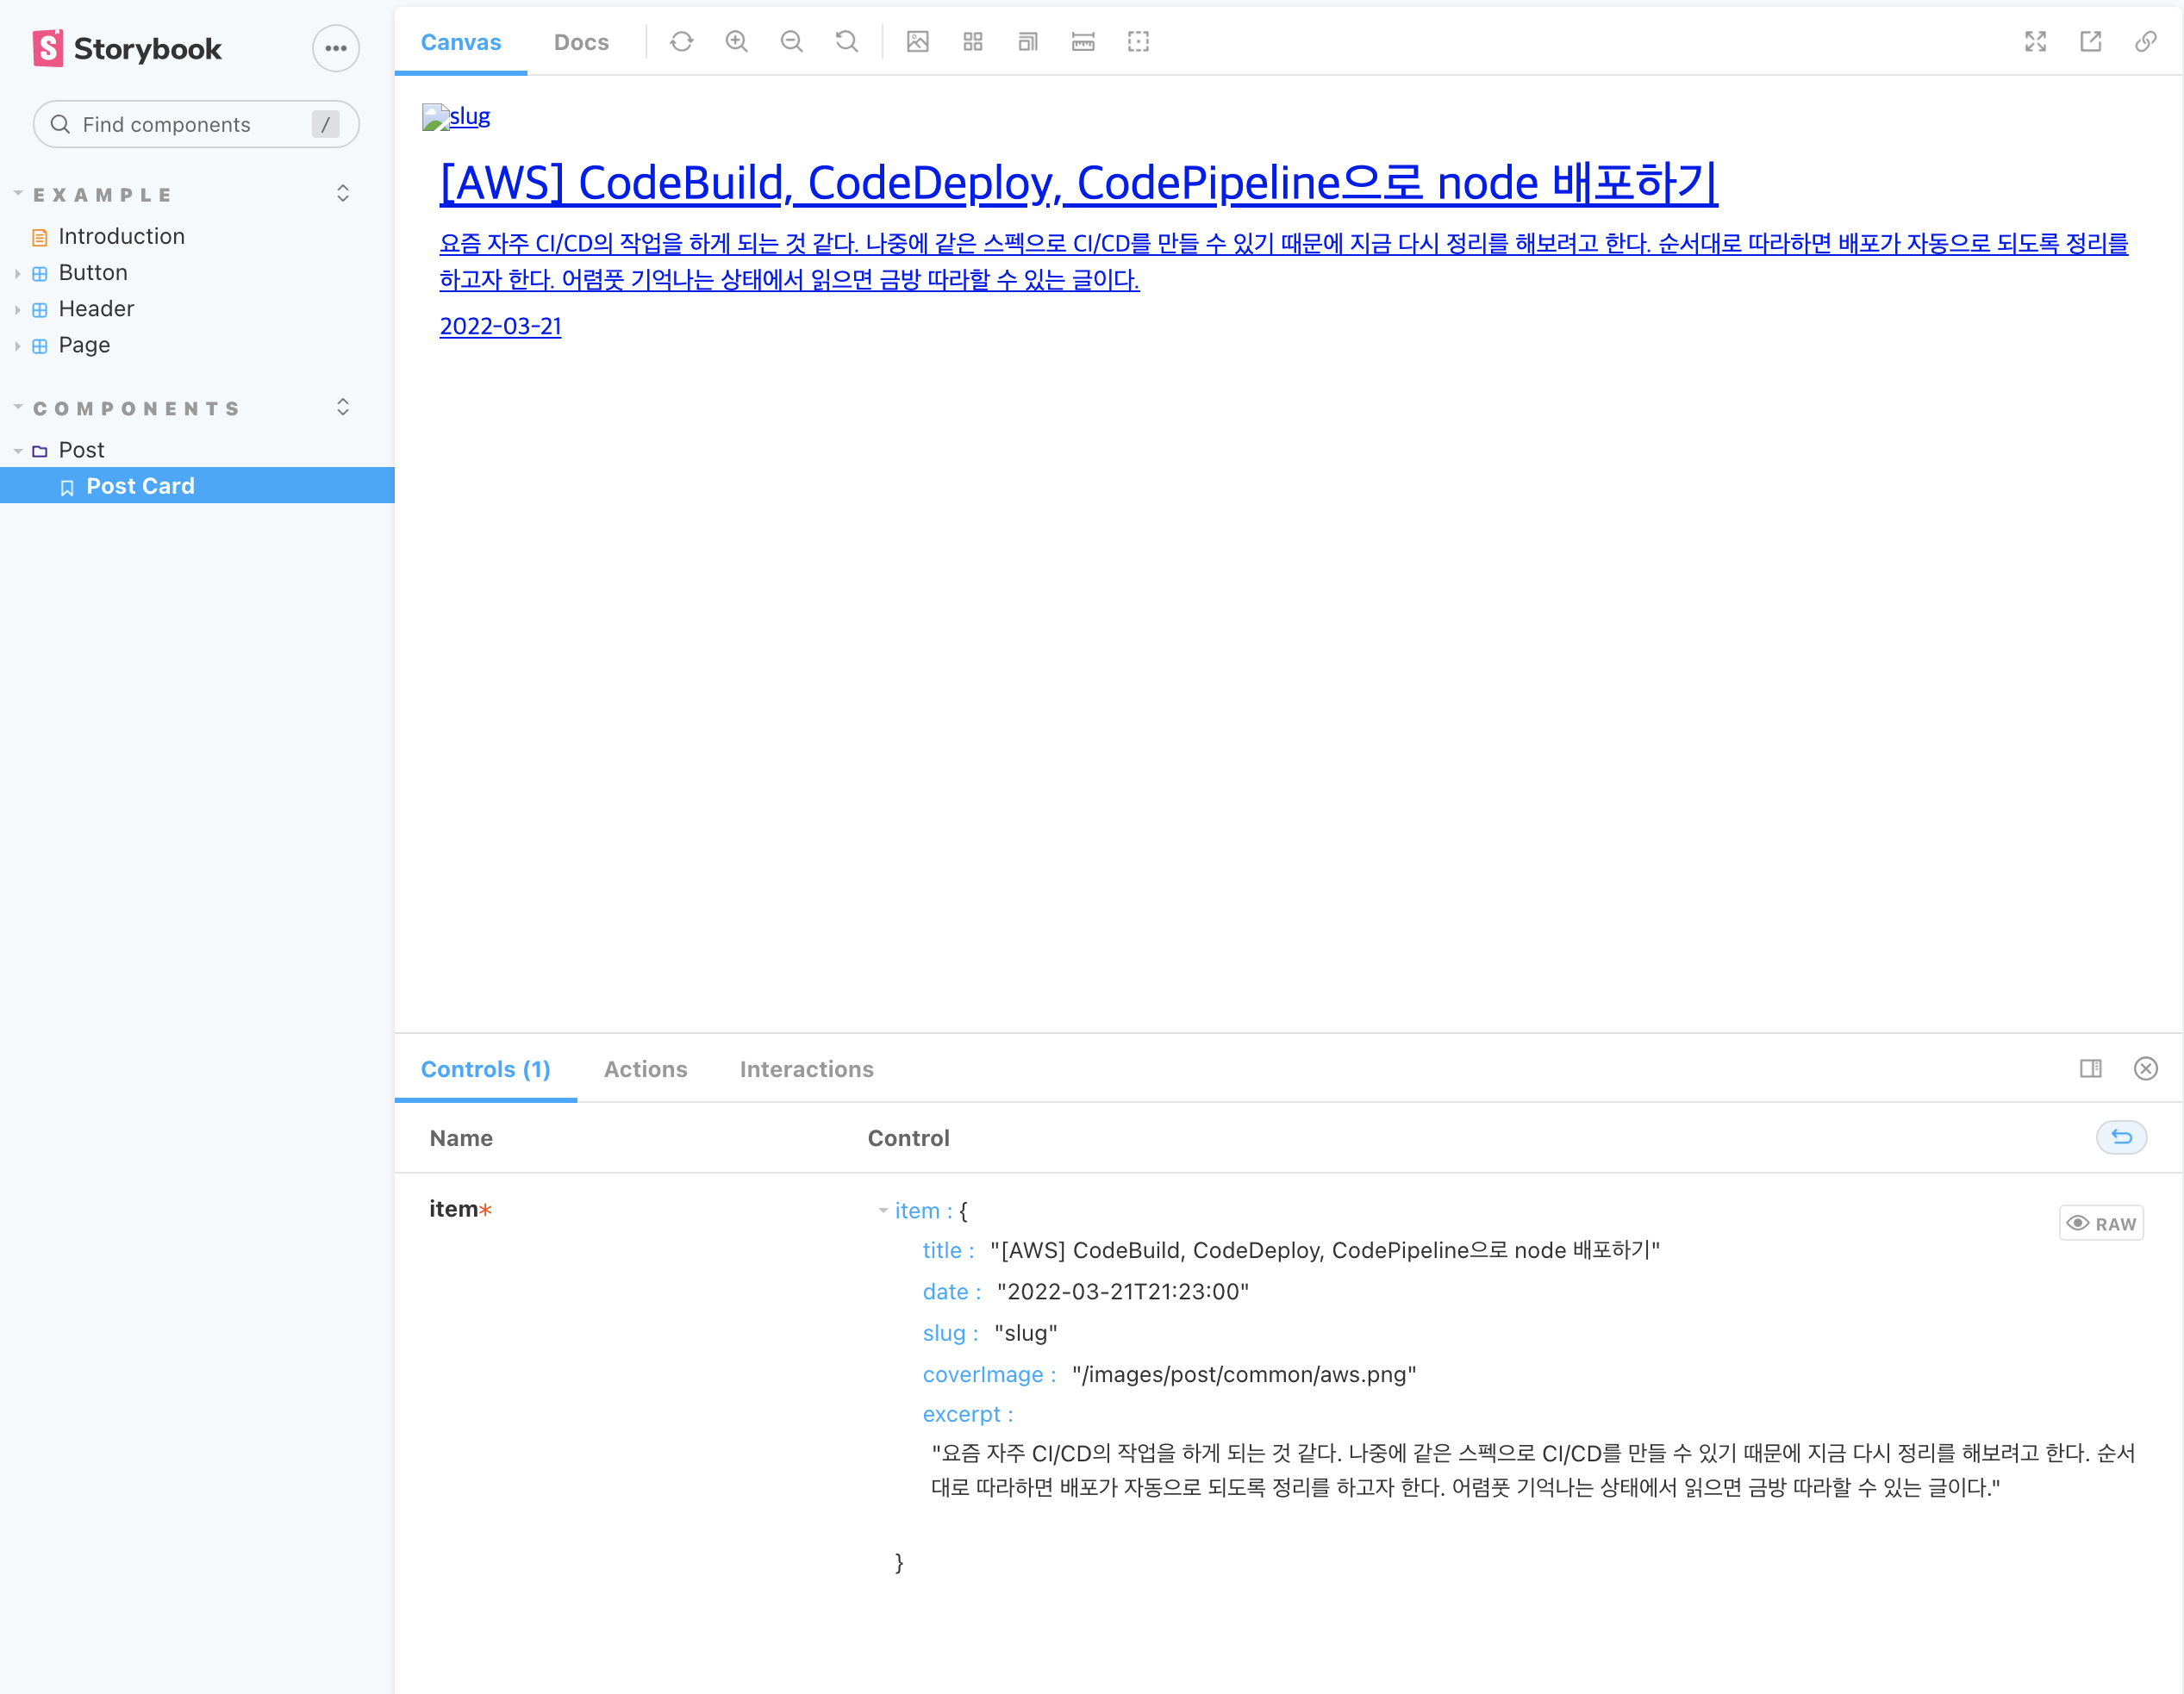 Storybook
Find components
/
EXAMPLE
Introduction
Button
Header
Page
COMPONENTS
Post
Post Card
Canvas
Docs
slug
[AWS] CodeBuild, CodeDeploy, CodePipeline으로 node 배포하기
요즘 자주 CI/CD의 작업을 하게 되는 것 같다. 나중에 같은 스펙으로 CI/CD를 만들 수 있기 때문에 지금 다시 정리를 해보려고 한다. 순서대로 따라하면 배포가 자동으로 되도록 정리를
하고자 한다. 어렴풋 기억나는 상태에서 읽으면 금방 따라할 수 있는 글이다.
2022-03-21
Controls (1)
Actions
Interactions
Name
Control
item*
item : {
RAW
title : "[AWS] CodeBuild, CodeDeploy, CodePipeline으로 node 배포하기"
date : "2022-03-21T21:23:00"
slug : "slug"
coverImage : "/images/post/common/aws.png"
excerpt :
"요즘 자주 CI/CD의 작업을 하게 되는 것 같다. 나중에 같은 스펙으로 CI/CD를 만들 수 있기 때문에 지금 다시 정리를 해보려고 한다. 순서
대로 따라하면 배포가 자동으로 되도록 정리를 하고자 한다. 어렴풋 기억나는 상태에서 읽으면 금방 따라할 수 있는 글이다."
}